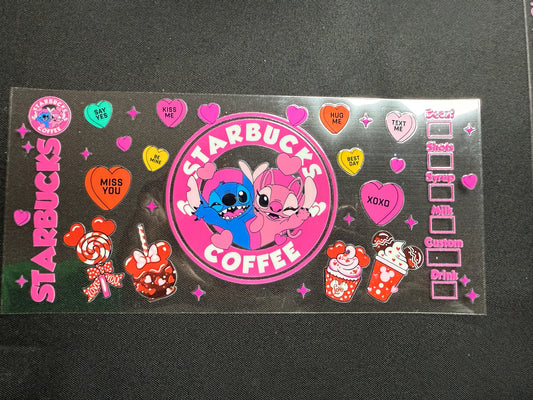 STARBUCKS
COFFEE
STARBUCKS
SAY
YES
KISS
ME
BE
MINE
MISS
YOU
STARBUCKS
COFFEE
HUG
ME
TEXT
ME
BEST
DAY
XOXO
Decaf
Shots
Syrup
Milk
Custom
Drink